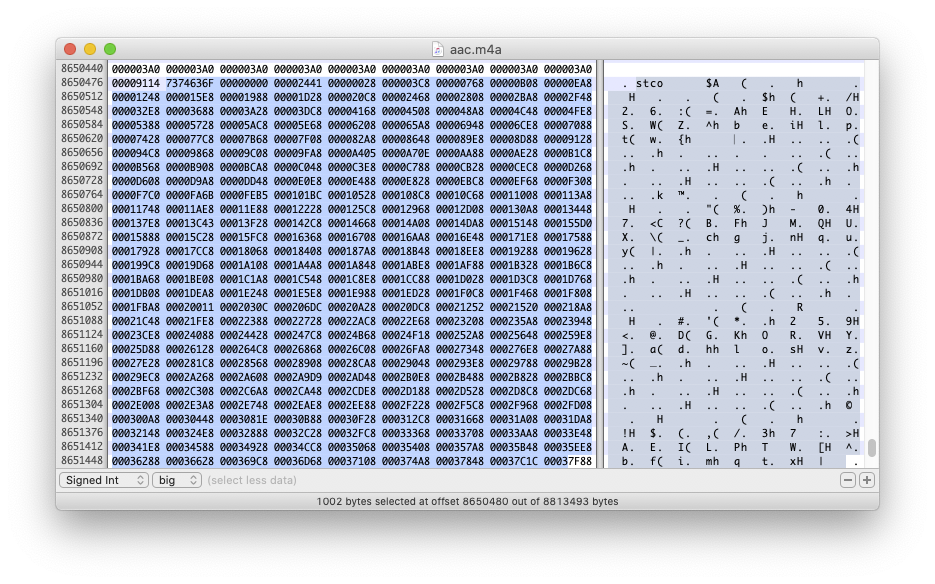 aac.m4a
8650440 000003A0 000003A0 000003A0 000003A0 000003A0 000003A0 000003A0 000003A0 000003A0
8650476 00009114 7374636F 00000000 00002441 00000028 000003C8 00000768 00000B08 00000EA8 . stco $A ( . h .
8650512 00001248 000015E8 00001988 00001D28 000020C8 00002468 00002808 00002BA8 00002F48 H . . ( . $h ( +. /H
8650548 000032E8 00003688 00003A28 00003DC8 00004168 00004508 000048A8 00004C48 00004FE8 2. 6. :( =. Ah E H. LH O.
8650584 00005388 00005728 00005AC8 00005E68 00006208 000065A8 00006948 00006CE8 00007088 S. W( Z. ^h b e. iH l. p.
8650620 00007428 000077C8 00007B68 00007F08 000082A8 00008648 000089E8 00008D88 00009128 t( w. {h | . .H . . .(
8650656 000094C8 00009868 00009C08 00009FA8 0000A405 0000A70E 0000AA88 0000AE28 0000B1C8
8650692 0000B568 0000B908 0000BCA8 0000C048 0000C3E8 0000C788 0000CB28 0000CEC8 0000D268
8650728 0000D608 0000D9A8 0000DD48 0000E0E8 0000E488 0000E828 0000EBC8 0000EF68 0000F308
8650764 0000F7C0 0000FA6B 0000FEB5 000101BC 00010528 000108C8 00010C68 00011008 000113A8
8650800 00011748 00011AE8 00011E88 00012228 000125C8 00012968 00012D08 000130A8 00013448 H . . "( %. )h - 0. 4H
8650836 000137E8 00013C43 00013F28 000142C8 00014668 00014A08 00014DA8 00015148 000155D0 7. <C ?( B. Fh J M. QH U.
8650872 00015888 00015C28 00015FC8 00016368 00016708 00016AA8 00016E48 000171E8 00017588 X. \( _. ch g j. nH q. u.
8650908 00017928 00017CC8 00018068 00018408 000187A8 00018B48 00018EE8 00019288 00019628 y( |. .h . . .H . . .(
8650944 000199C8 00019D68 0001A108 0001A4A8 0001A848 0001ABE8 0001AF88 0001B328 0001B6C8
8650980 0001BA68 0001BE08 0001C1A8 0001C548 0001C8E8 0001CC88 0001D028 0001D3C8 0001D768
8651016 0001DB08 0001DEA8 0001E248 0001E5E8 0001E988 0001ED28 0001F0C8 0001F468 0001F808
8651052 0001FBA8 00020011 0002030C 000206DC 00020A28 00020DC8 00021252 00021520 000218A8
8651088 00021C48 00021FE8 00022388 00022728 00022AC8 00022E68 00023208 000235A8 00023948 H . #. '( *. .h 2 5. 9H
8651124 00023CE8 00024088 00024428 000247C8 00024B68 00024F18 000252A8 00025648 000259E8 <. @. D( G. Kh O R. VH Y.
8651160 00025D88 00026128 000264C8 00026868 00026C08 00026FA8 00027348 000276E8 00027A88 ]. a( d. hh l o. sH v. z.
8651196 00027E28 000281C8 00028568 00028908 00028CA8 00029048 000293E8 00029788 00029B28
8651232 00029EC8 0002A268 0002A608 0002A9D9 0002AD48 0002B0E8 0002B488 0002B828 0002BBC8
8651268 0002BF68 0002C308 0002C6A8 0002CA48 0002CDE8 0002D188 0002D528 0002D8C8 0002DC68
8651304 0002E008 0002E3A8 0002E748 0002EAE8 0002EE88 0002F228 0002F5C8 0002F968 0002FD08
8651340 000300A8 00030448 0003081E 00030B88 00030F28 000312C8 00031668 00031A08 00031DA8
8651376 00032148 000324E8 00032888 00032C28 00032FC8 00033368 00033708 00033AA8 00033E48 !H $. (. ,( /. 3h 7 :. >H
8651412 000341E8 00034588 00034928 00034CC8 00035068 00035408 000357A8 00035B48 00035EE8 A. E. I( L. Ph T W. [H ^.
8651448 00036288 00036628 000369C8 00036D68 00037108 000374A8 00037848 00037C1C 00037F88 b. f( i. mh q t. xH |
Signed Int big (select less data)
1002 bytes selected at offset 8650480 out of 8813493 bytes